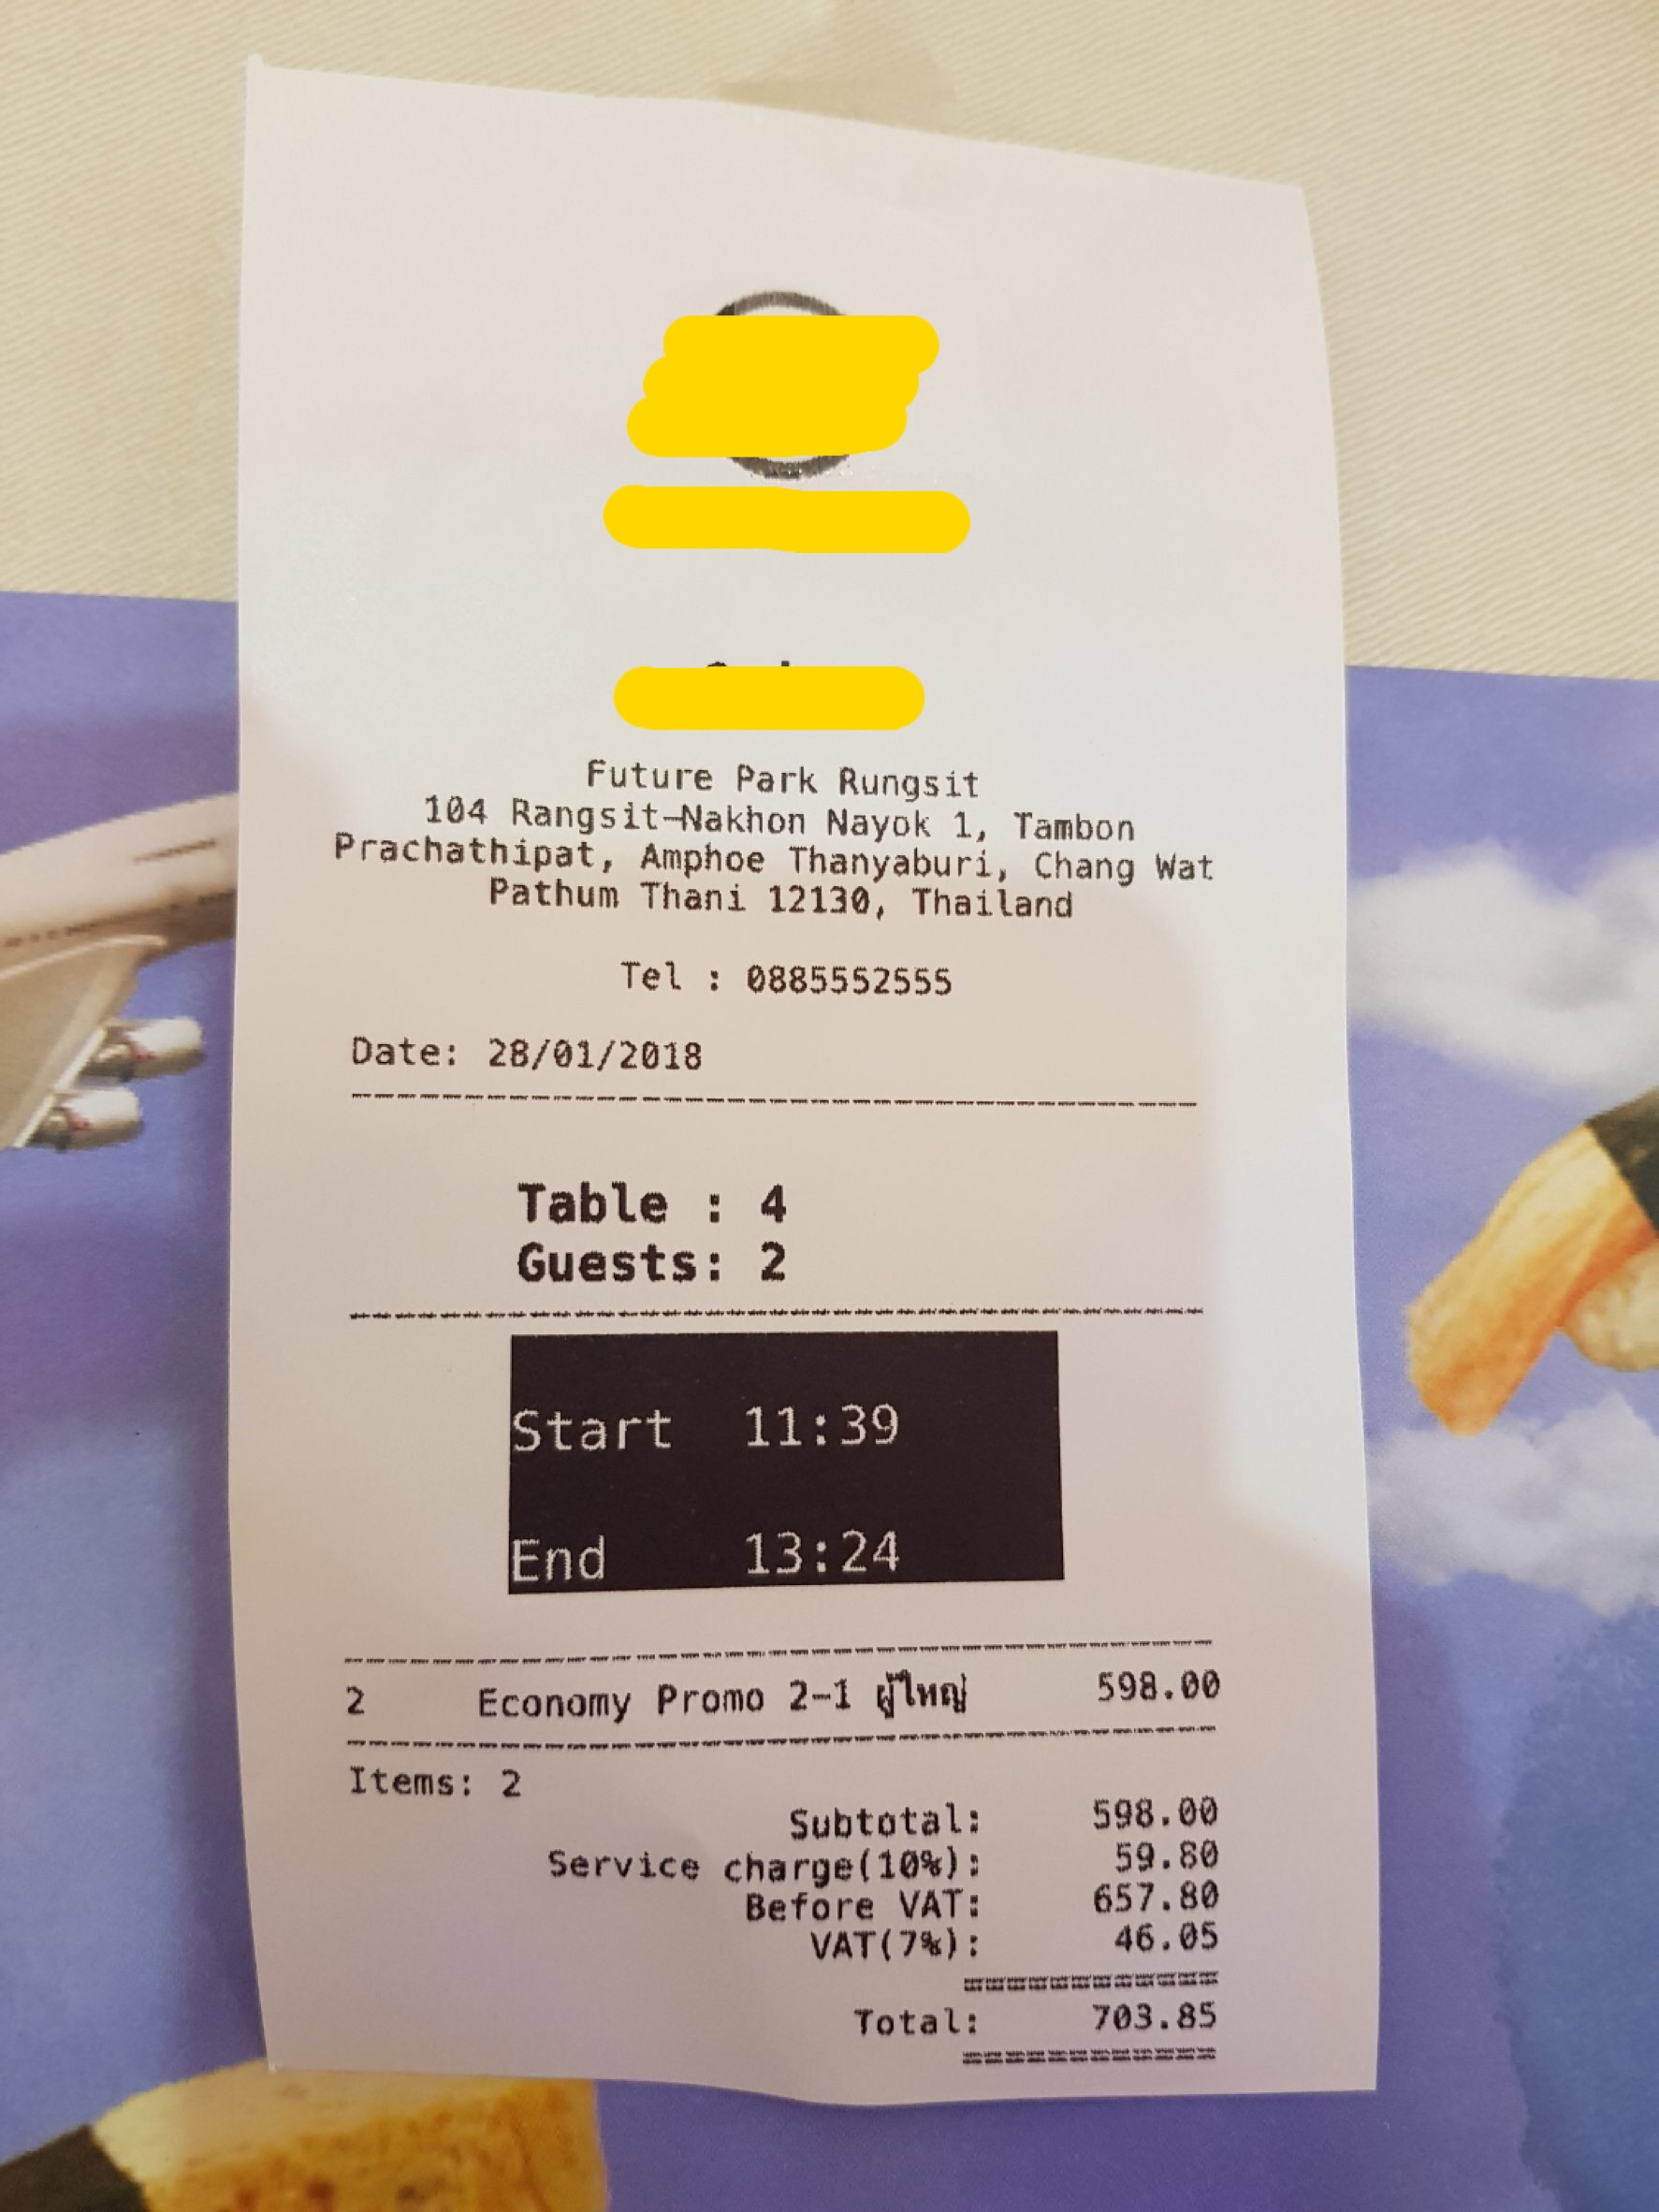 Future Park Rungsit
104 Rangsit-Nakhon Nayok 1, Tambon
Prachathipat, Amphoe Thanyaburi, Chang Wat
Pathum Thani 12130, Thailand
Tel : 0885552555
Date: 28/01/2018
Table : 4
Guests: 2
Start 11:39
End 13:24
2 Economy Promo 2-1 ผู้ใหญ่ 598.00
Items: 2
Subtotal: 598.00
Service charge(10%): 59.80
Before VAT: 657.80
VAT(7%): 46.05
Total: 703.85